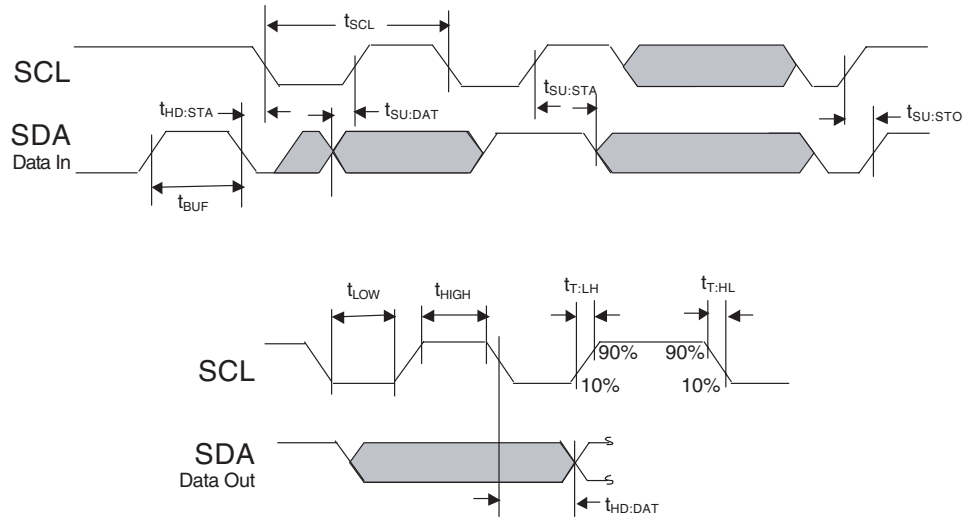 tSCL
SCL
tHD:STA
tSU:DAT
tSU:STA
tSU:STO
SDA
Data In
tBUF
tLOW
tHIGH
tT:LH
tT:HL
SCL
90%
90%
10%
10%
SDA
Data Out
tHD:DAT